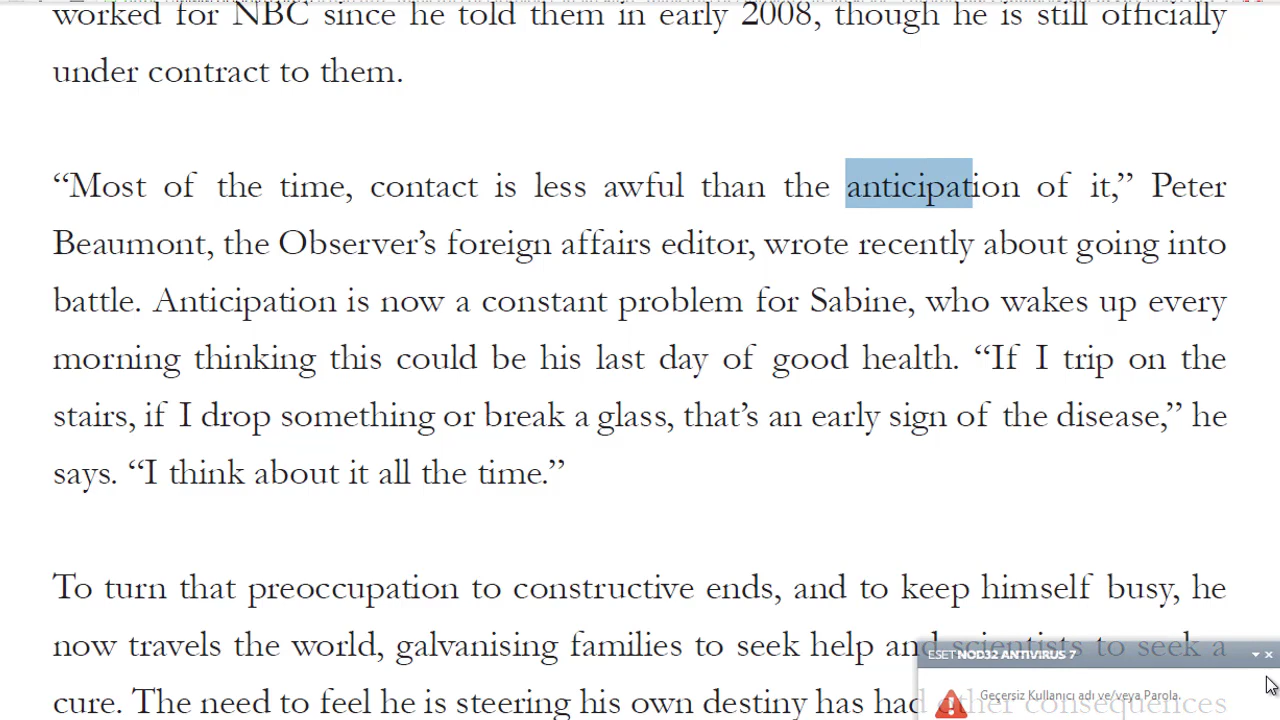 worked for NBC since he told them in early 2008, though he is still officially
under contract to them.
“Most of the time, contact is less awful than the anticipation of it,” Peter
Beaumont, the Observer’s foreign affairs editor, wrote recently about going into
battle. Anticipation is now a constant problem for Sabine, who wakes up every
morning thinking this could be his last day of good health. “If I trip on the
stairs, if I drop something or break a glass, that’s an early sign of the disease,” he
says. “I think about it all the time.”
To turn that preoccupation to constructive ends, and to keep himself busy, he
now travels the world, galvanising families to seek help and scientists to seek a
cure. The need to feel he is steering his own destiny has had other consequences
ESET NOD32 ANTIVIRUS 7
Geçersiz Kullanıcı adı ve/veya Parola.